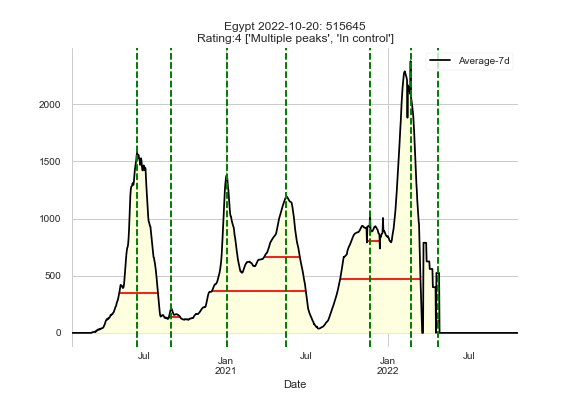 Egypt 2022-10-20: 515645
Rating:4 ['Multiple peaks', 'In control']
Average-7d
2000
1500
1000
500
0
Jul
Jan
2021
Jul
Jan
2022
Jul
Date